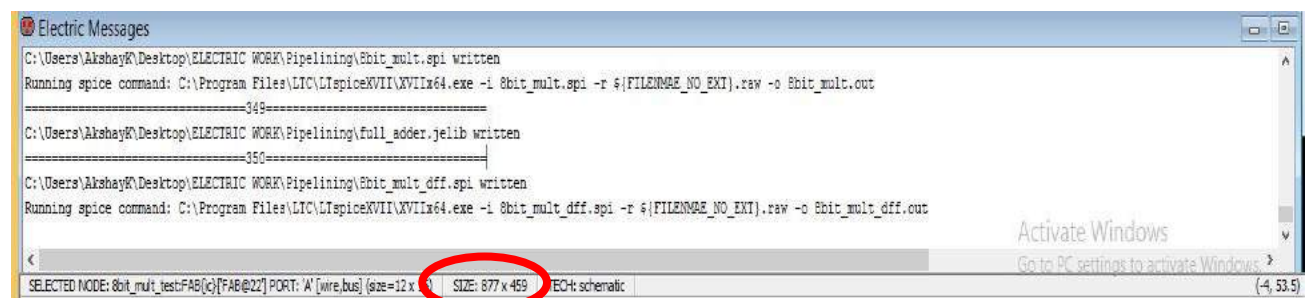 Electric Messages
C:\Users\AkshayK\Desktop\ELECTRIC WORK\Pipelining\8bit_mult.spi written
Running spice command: C:\Program Files\LTC\LTspiceXVII\XVIIx64.exe -i 8bit_mult.spi -r ${FILENMAE_NO_EXT}.raw -o 8bit_mult.out
=================================349=================================
C:\Users\AkshayK\Desktop\ELECTRIC WORK\Pipelining\full_adder.jelib written
=================================350=================================
C:\Users\AkshayK\Desktop\ELECTRIC WORK\Pipelining\8bit_mult_dff.spi written
Running spice command: C:\Program Files\LTC\LTspiceXVII\XVIIx64.exe -i 8bit_mult_dff.spi -r ${FILENMAE_NO_EXT}.raw -o 8bit_mult_dff.out
Activate Windows
Go to PC settings to activate Windows.
SELECTED NODE: 8bit_mult_test:FAB{ic}['FAB@22'] PORT: 'A' [wire,bus] (size=12 x SIZE: 877 x 459 TECH: schematic (-4, 53.5)